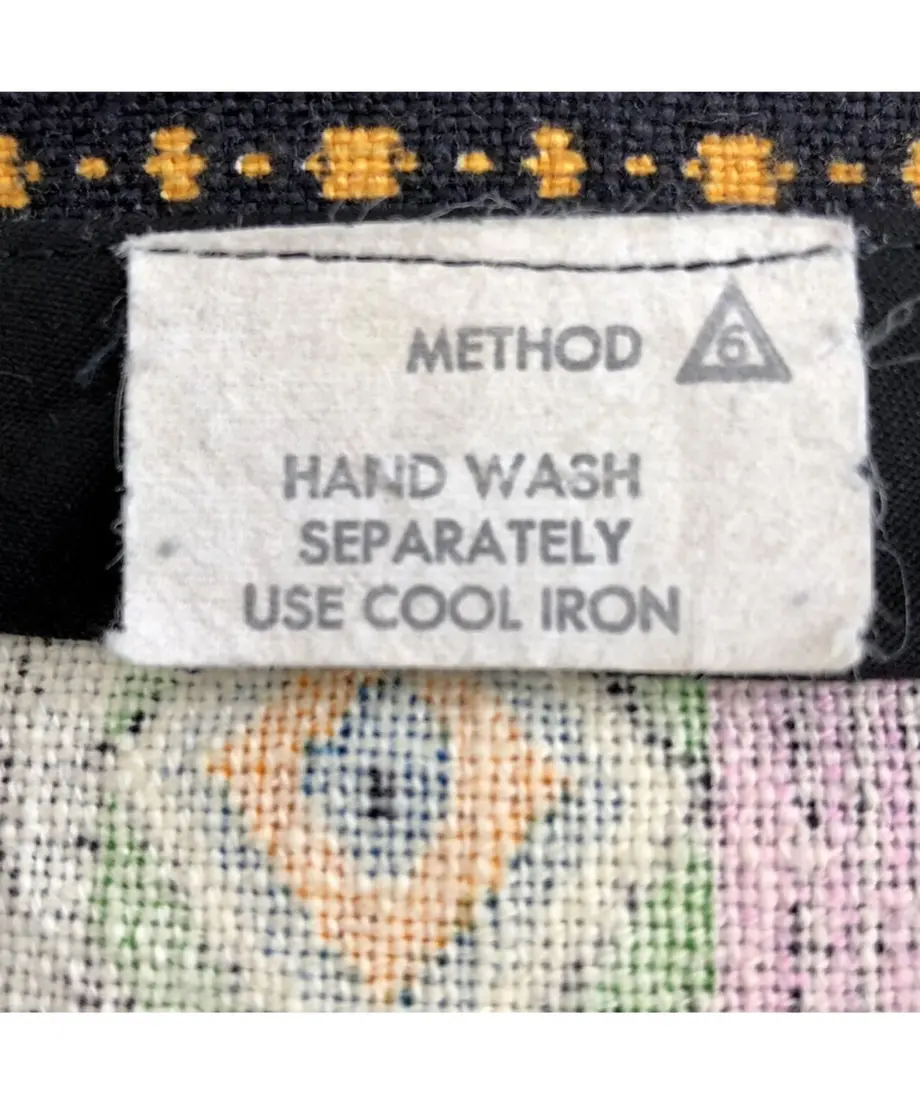 METHOD 6
HAND WASH
SEPARATELY
USE COOL IRON